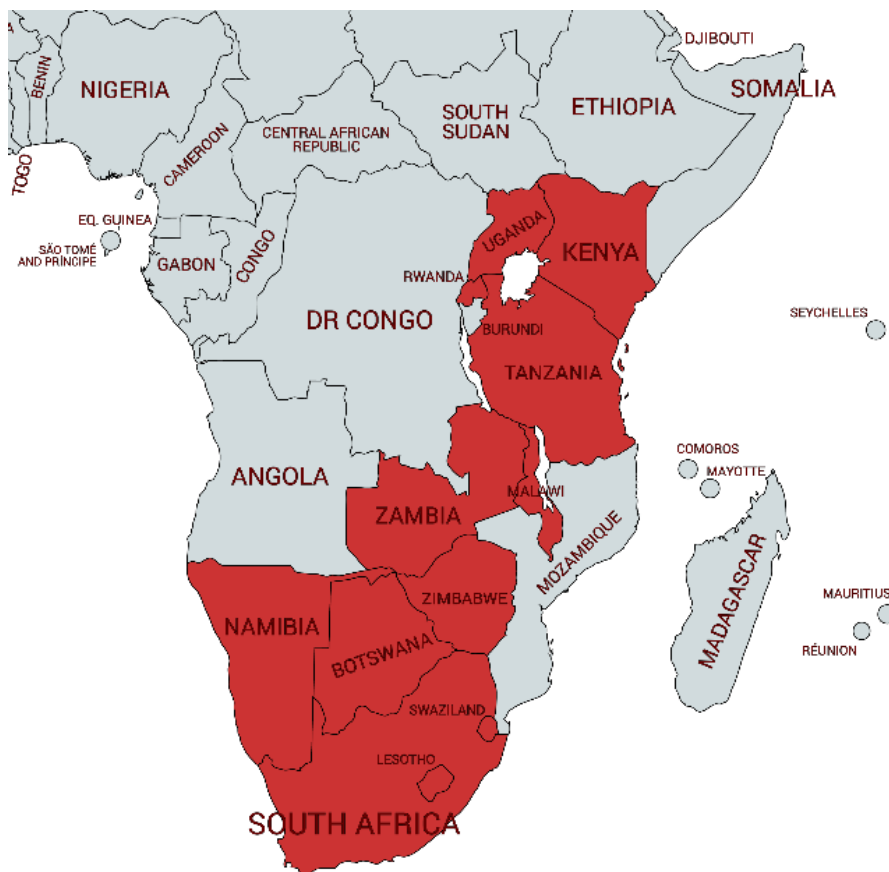 DJIBOUTI
SOMALIA
BENIN
NIGERIA
ETHIOPIA
SOUTH
SUDAN
CENTRAL AFRICAN
REPUBLIC
CAMEROON
TOGO
EQ. GUINEA
UGANDA
KENYA
SÃO TOMÉ
AND PRÍNCIPE
GABON
CONGO
RWANDA
DR CONGO
BURUNDI
SEYCHELLES
TANZANIA
COMOROS
MAYOTTE
ANGOLA
MALAWI
ZAMBIA
MOZAMBIQUE
ZIMBABWE
MADAGASCAR
MAURITIUS
NAMIBIA
BOTSWANA
RÉUNION
SWAZILAND
LESOTHO
SOUTH AFRICA